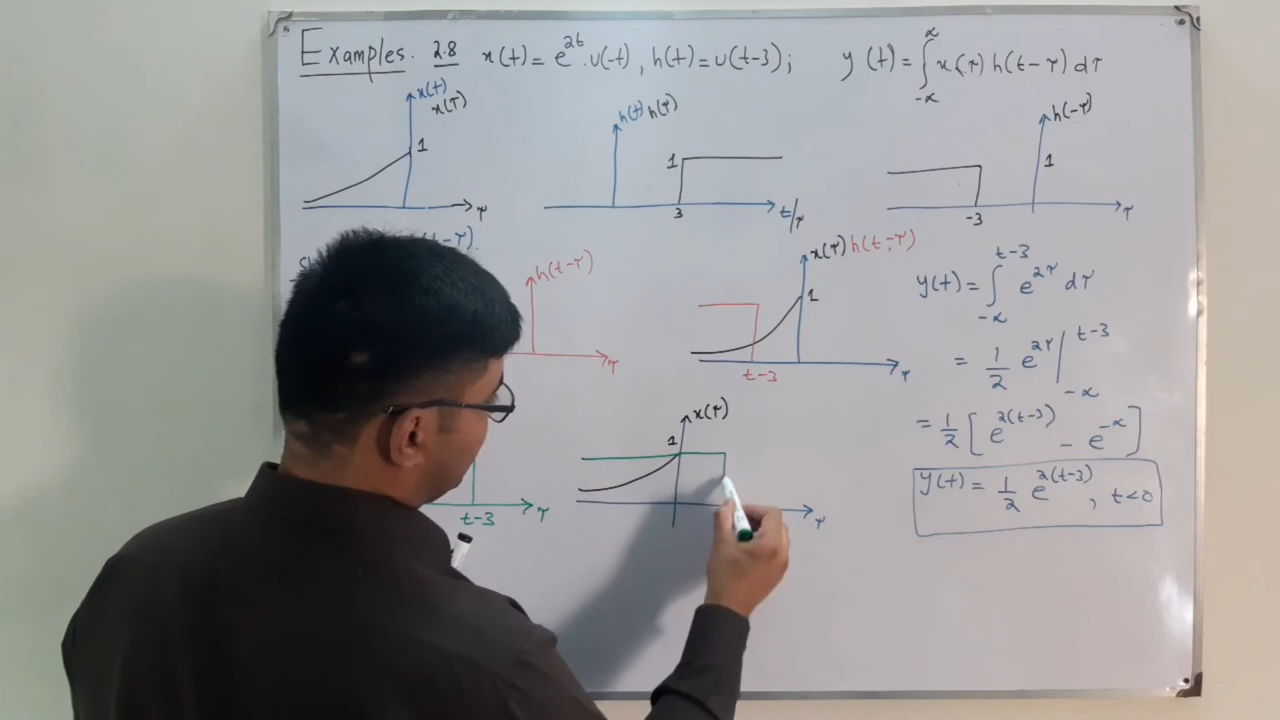 Examples. 2.8 x(t) = e^{2t}.u(-t), h(t) = u(t-3); y(t) = ∫_{-∞}^{∞} x(τ) h(t-τ) dτ
x(t)
x(τ)
1
τ
h(t) h(τ)
1
3
t/τ
h(-τ)
1
-3
τ
(t-τ).
h(t-τ)
τ
x(τ) h(t-τ)
1
t-3
τ
y(t) = ∫_{-∞}^{t-3} e^{2τ} dτ
= 1/2 e^{2τ} |_{-∞}^{t-3}
= 1/2 [e^{2(t-3)} - e^{-∞}]
y(t) = 1/2 e^{2(t-3)}, t<0
t-3
τ
x(τ)
1
τ